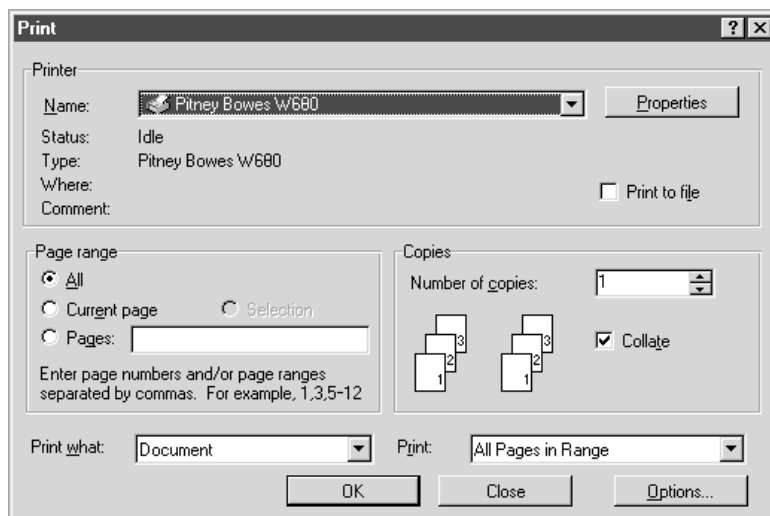 Print
Printer
Name: Pitney Bowes W680 Properties
Status: Idle
Type: Pitney Bowes W680
Where:
Print to file
Comment:
Page range
All
Current page Selection
Pages:
Enter page numbers and/or page ranges
separated by commas. For example, 1,3,5-12
Copies
Number of copies: 1
3 3
2 2
1 1
Collate
Print what: Document Print: All Pages in Range
OK Close Options...